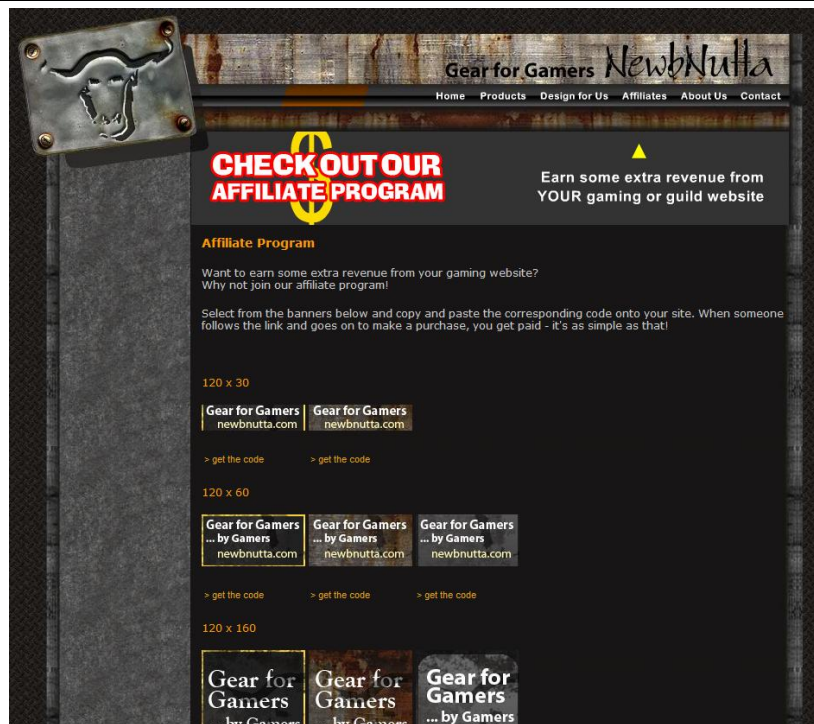 Gear for Gamers NewbNutta
Home Products Design for Us Affiliates About Us Contact
CHECK OUT OUR
AFFILIATE PROGRAM
Earn some extra revenue from
YOUR gaming or guild website
Affiliate Program
Want to earn some extra revenue from your gaming website?
Why not join our affiliate program!
Select from the banners below and copy and paste the corresponding code onto your site. When someone
follows the link and goes on to make a purchase, you get paid - it's as simple as that!
120 x 30
Gear for Gamers Gear for Gamers
newbnutta.com newbnutta.com
> get the code > get the code
120 x 60
Gear for Gamers Gear for Gamers Gear for Gamers
... by Gamers ... by Gamers ... by Gamers
newbnutta.com newbnutta.com newbnutta.com
> get the code > get the code > get the code
120 x 160
Gear for Gear for Gear for
Gamers Gamers Gamers
... by Gamers ... by Gamers ... by Gamers